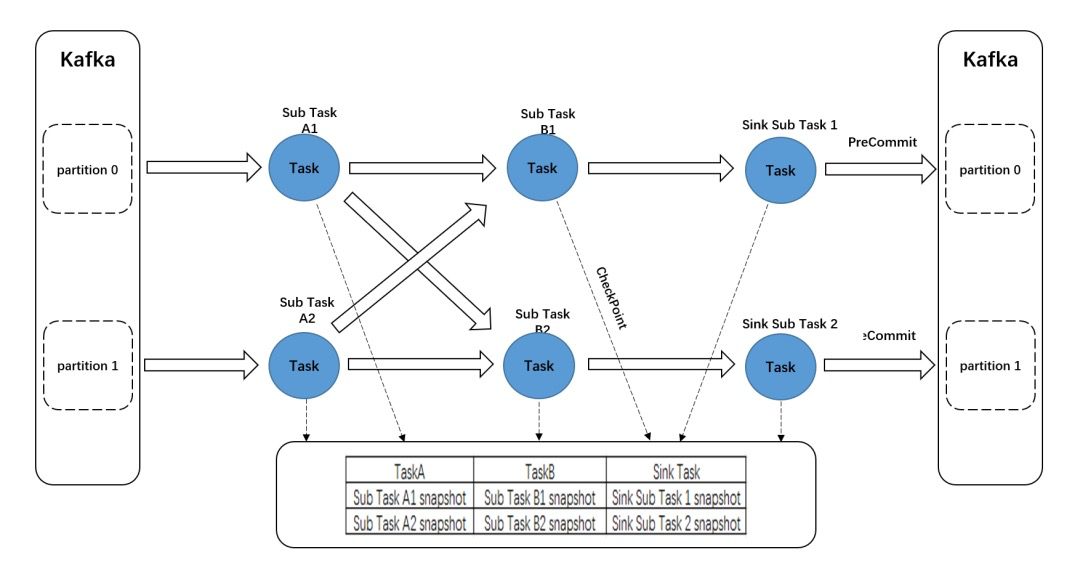 Kafka
Kafka
Sub Task
A1
Sub Task
B1
Sink Sub Task 1
PreCommit
partition 0
Task
Task
Task
partition 0
CheckPoint
Sub Task
A2
Sub Task
B2
Sink Sub Task 2
eCommit
partition 1
Task
Task
Task
partition 1
TaskA TaskB Sink Task
Sub Task A1 snapshot Sub Task B1 snapshot Sink Sub Task 1 snapshot
Sub Task A2 snapshot Sub Task B2 snapshot Sink Sub Task 2 snapshot